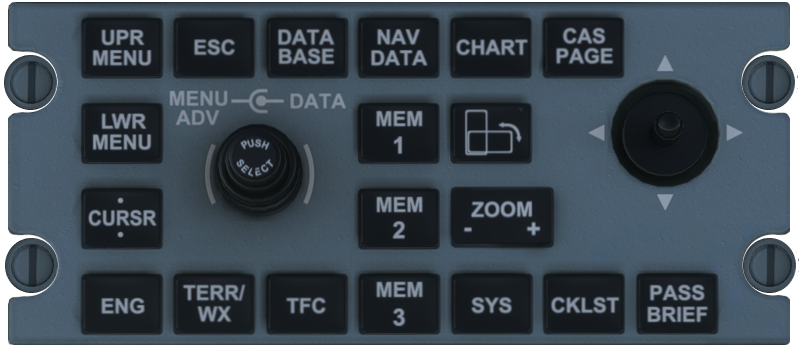 UPR
MENU
ESC
DATA
BASE
NAV
DATA
CHART
CAS
PAGE
MENU
ADV
DATA
LWR
MENU
MEM
1
PUSH
SELECT
CURSR
MEM
2
ZOOM
- +
ENG
TERR/
WX
TFC
MEM
3
SYS
CKLST
PASS
BRIEF